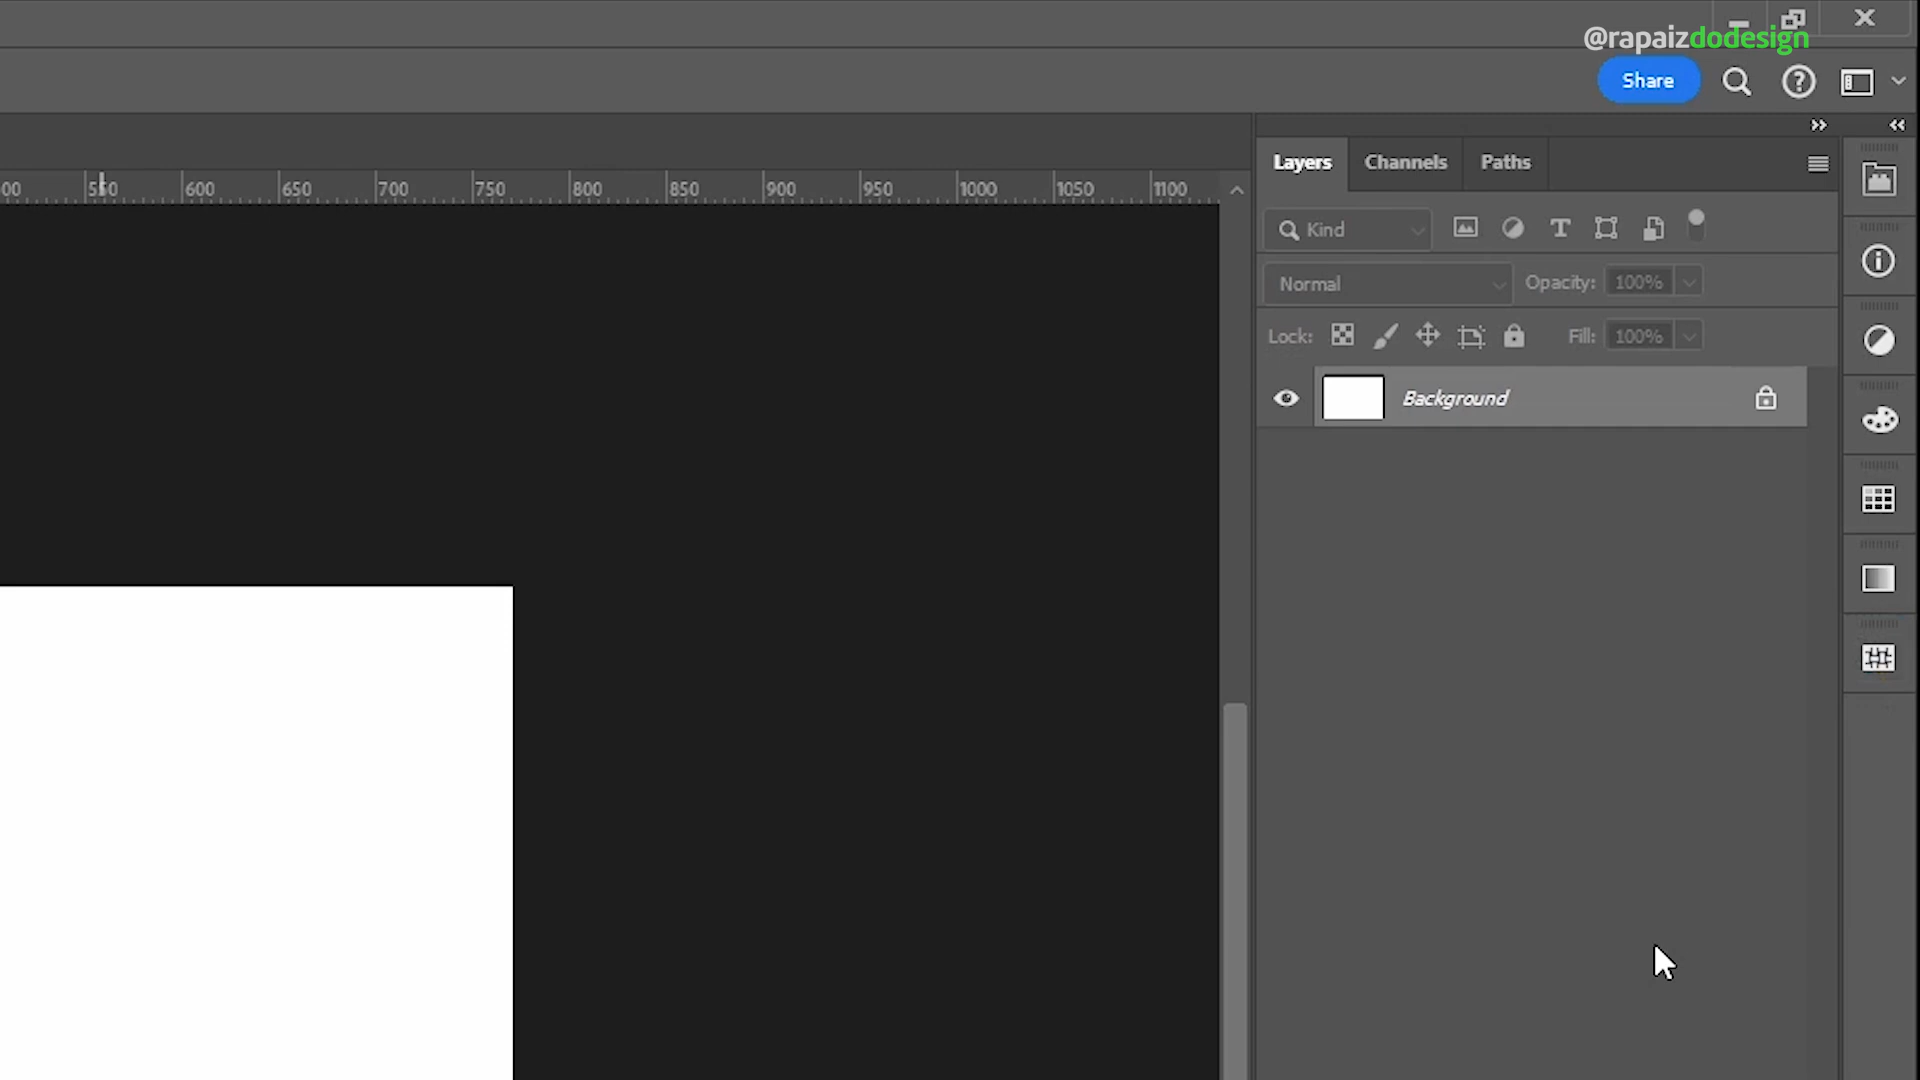 @rapaizdodesign
Share
Layers Channels Paths
00 550 600 650 700 750 800 850 900 950 1000 1050 1100
Kind
Normal Opacity: 100%
Lock: Fill: 100%
Background